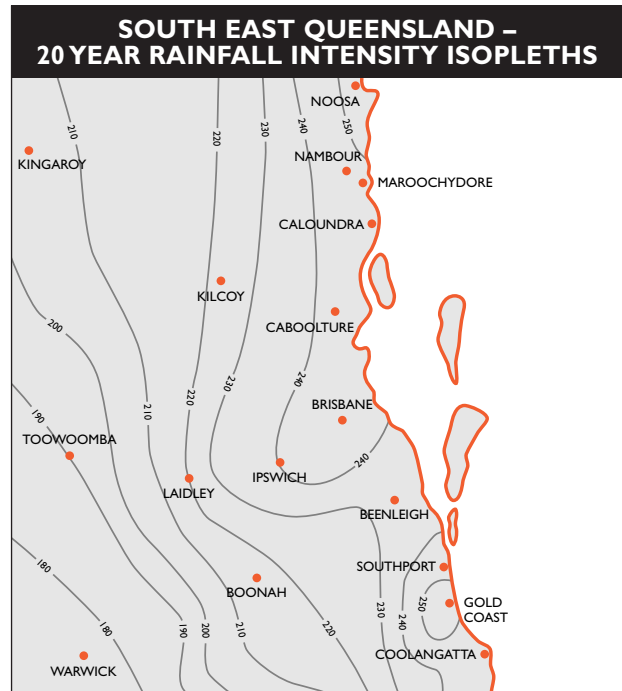 SOUTH EAST QUEENSLAND –
20 YEAR RAINFALL INTENSITY ISOPLETHS
NOOSA
210
220
230
240
250
KINGAROY
NAMBOUR
MAROOCHYDORE
CALOUNDRA
KILCOY
CABOOLTURE
200
230
240
220
190
210
BRISBANE
TOOWOOMBA
240
IPSWICH
LAIDLEY
BEENLEIGH
180
SOUTHPORT
BOONAH
250
GOLD
COAST
230
240
180
190
200
210
220
COOLANGATTA
WARWICK